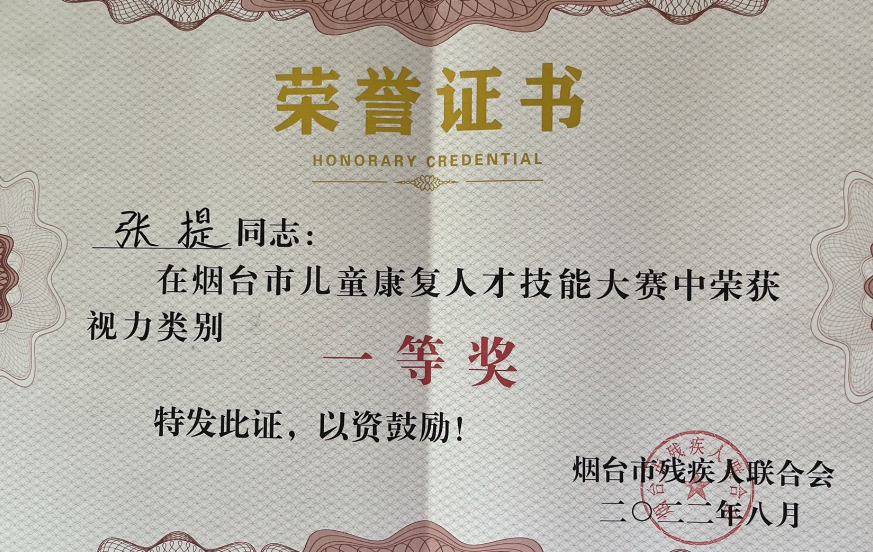 荣誉证书
HONORARY CREDENTIAL
张提同志:
在烟台市儿童康复人才技能大赛中荣获
视力类别
一等奖
特发此证,以资鼓励!
烟台市残疾人联合会
二〇二二年八月